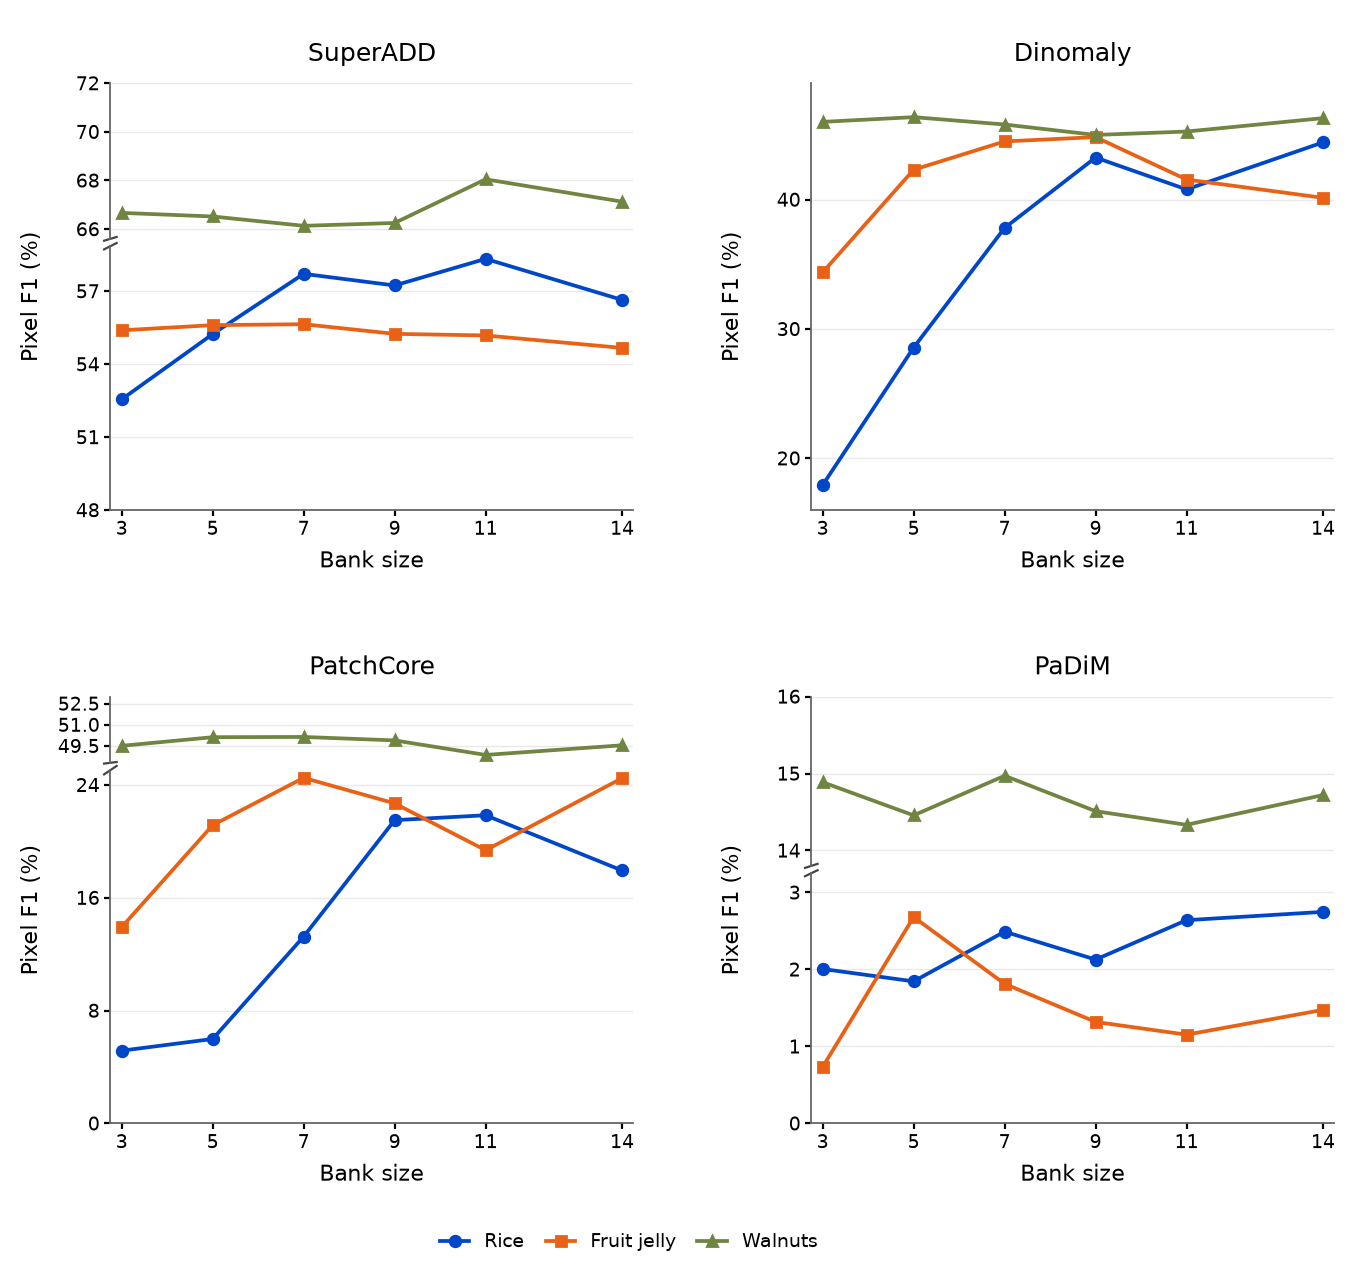 SuperADD
72
70
68
66
57
54
51
48
Pixel F1 (%)
3 5 7 9 11 14
Bank size
Dinomaly
40
30
20
Pixel F1 (%)
3 5 7 9 11 14
Bank size
PatchCore
52.5
51.0
49.5
24
16
8
0
Pixel F1 (%)
3 5 7 9 11 14
Bank size
PaDiM
16
15
14
3
2
1
0
Pixel F1 (%)
3 5 7 9 11 14
Bank size
Rice Fruit jelly Walnuts